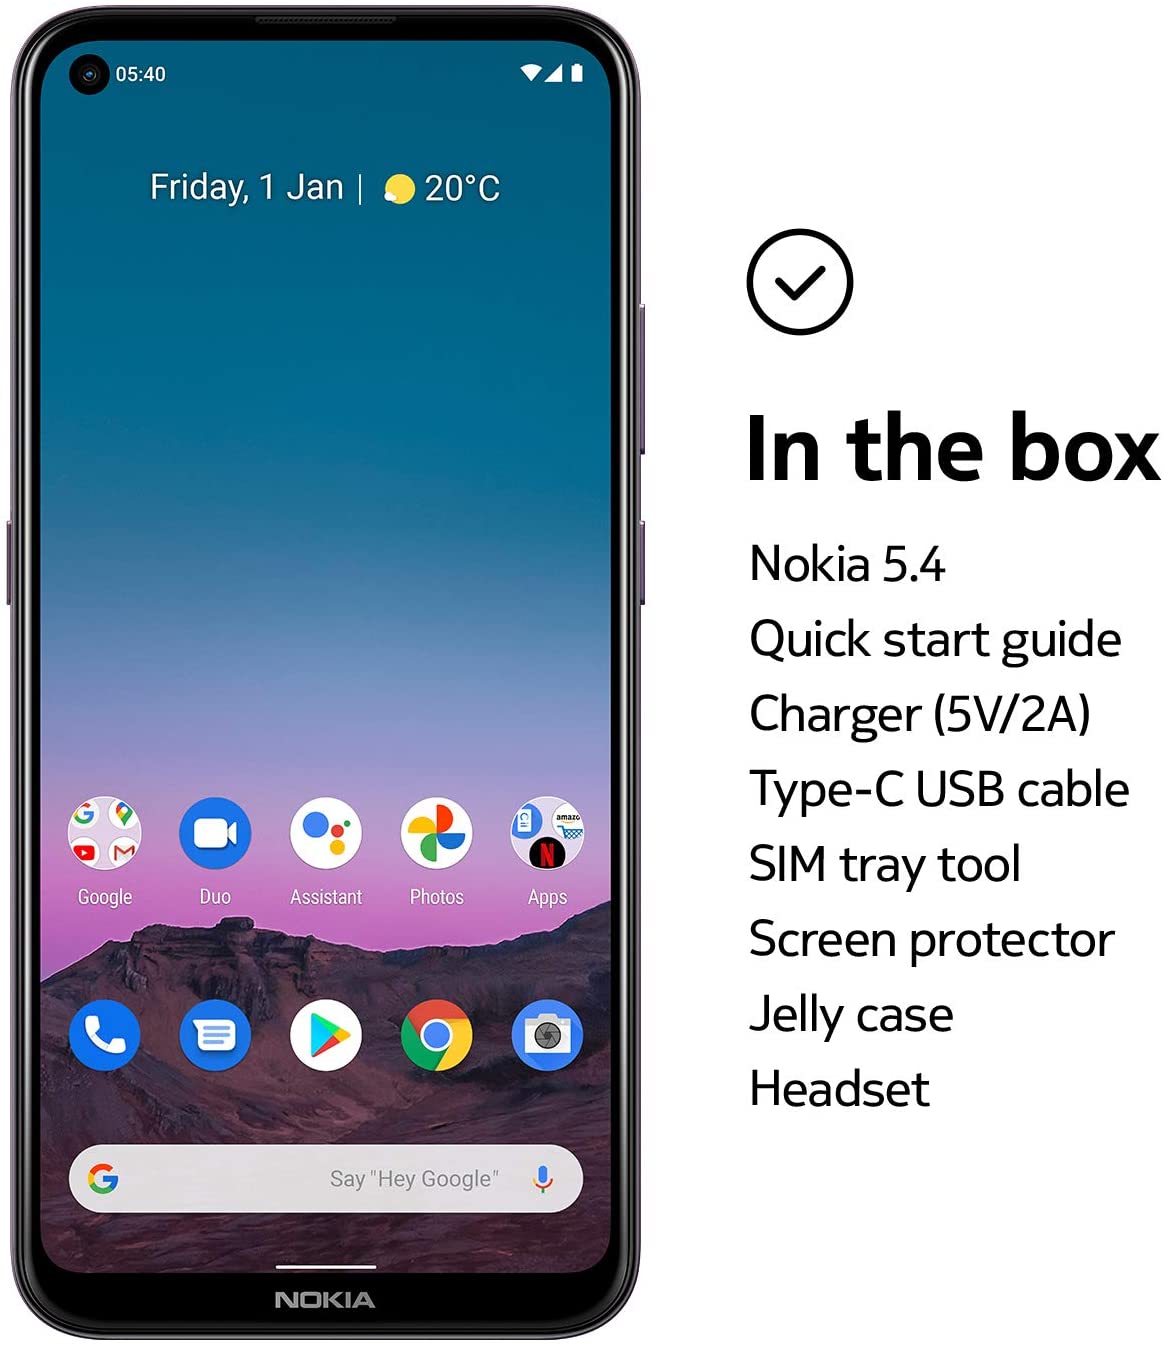 05:40
Friday, 1 Jan | 20°C
Google
Duo
Assistant
Photos
amazon
N
Apps
G
Say "Hey Google"
NOKIA
In the box
Nokia 5.4
Quick start guide
Charger (5V/2A)
Type-C USB cable
SIM tray tool
Screen protector
Jelly case
Headset